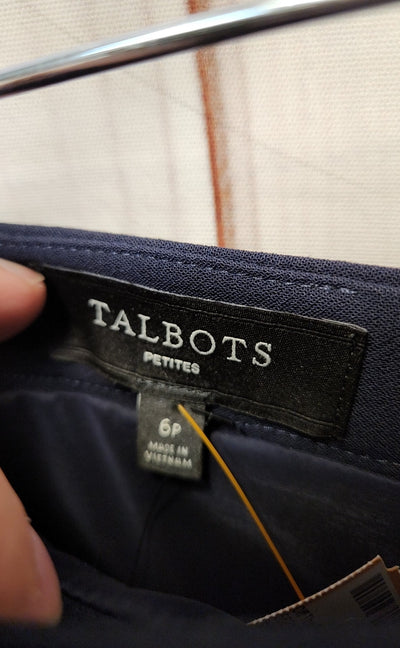 TALBOTS
PETITES
6P
MADE IN
VIETNAM